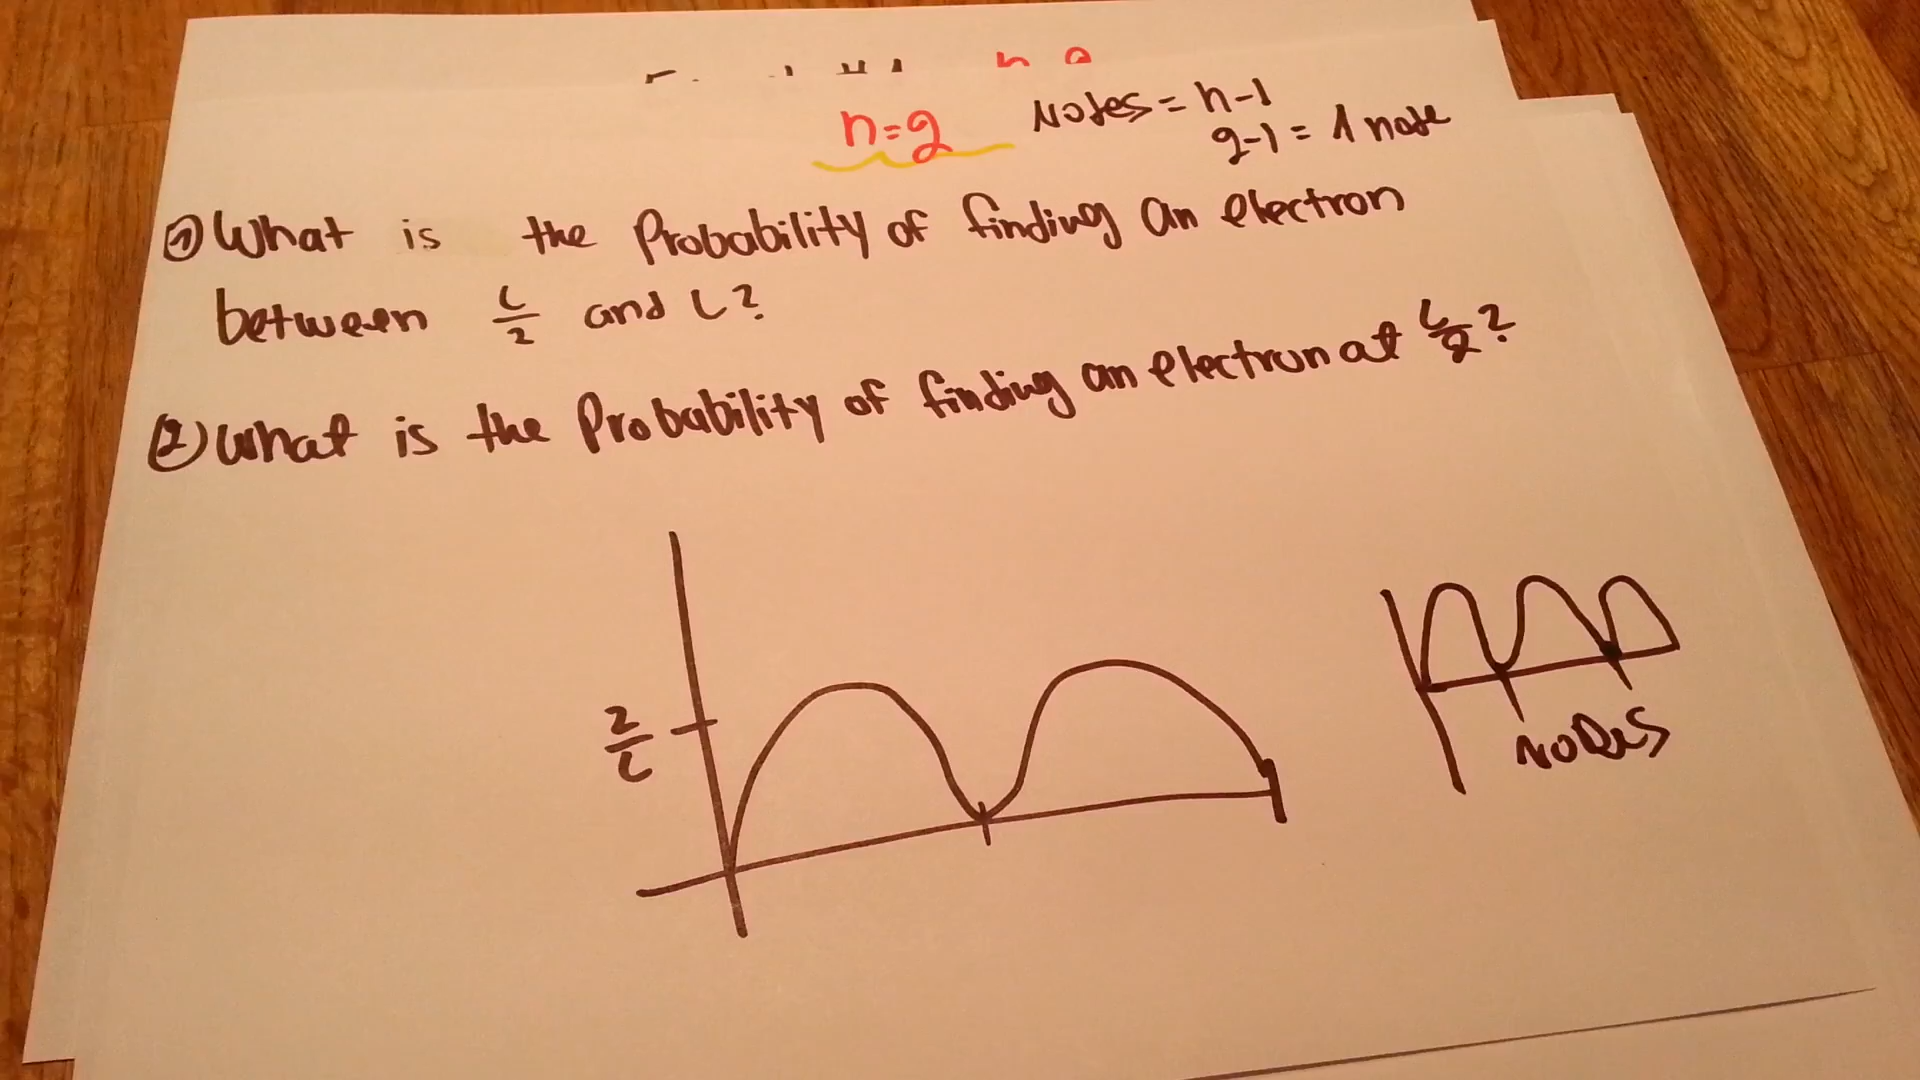 n=2 Nodes = n-1
2-1 = 1 node
① What is the Probability of finding an electron
between L/2 and L?
② What is the Probability of finding an electron at L/2?
2/L
NODES